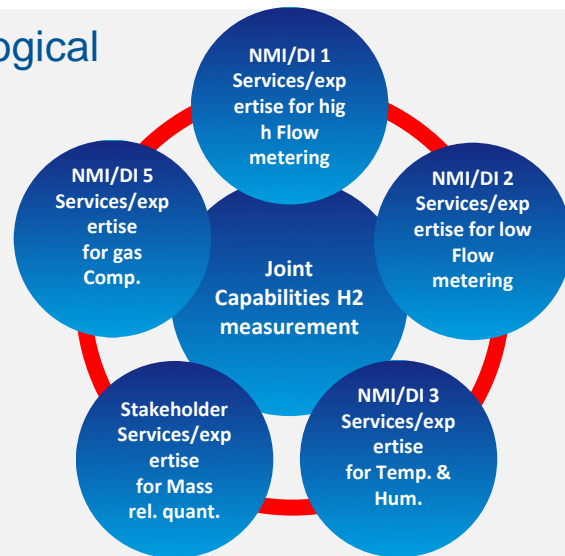 ogical
NMI/DI 1
Services/exp
ertise for hig
h Flow
metering
NMI/DI 2
Services/exp
ertise for low
Flow
metering
NMI/DI 3
Services/exp
ertise
for Temp. &
Hum.
Stakeholder
Services/exp
ertise
for Mass
rel. quant.
NMI/DI 5
Services/exp
ertise
for gas
Comp.
Joint
Capabilities H2
measurement